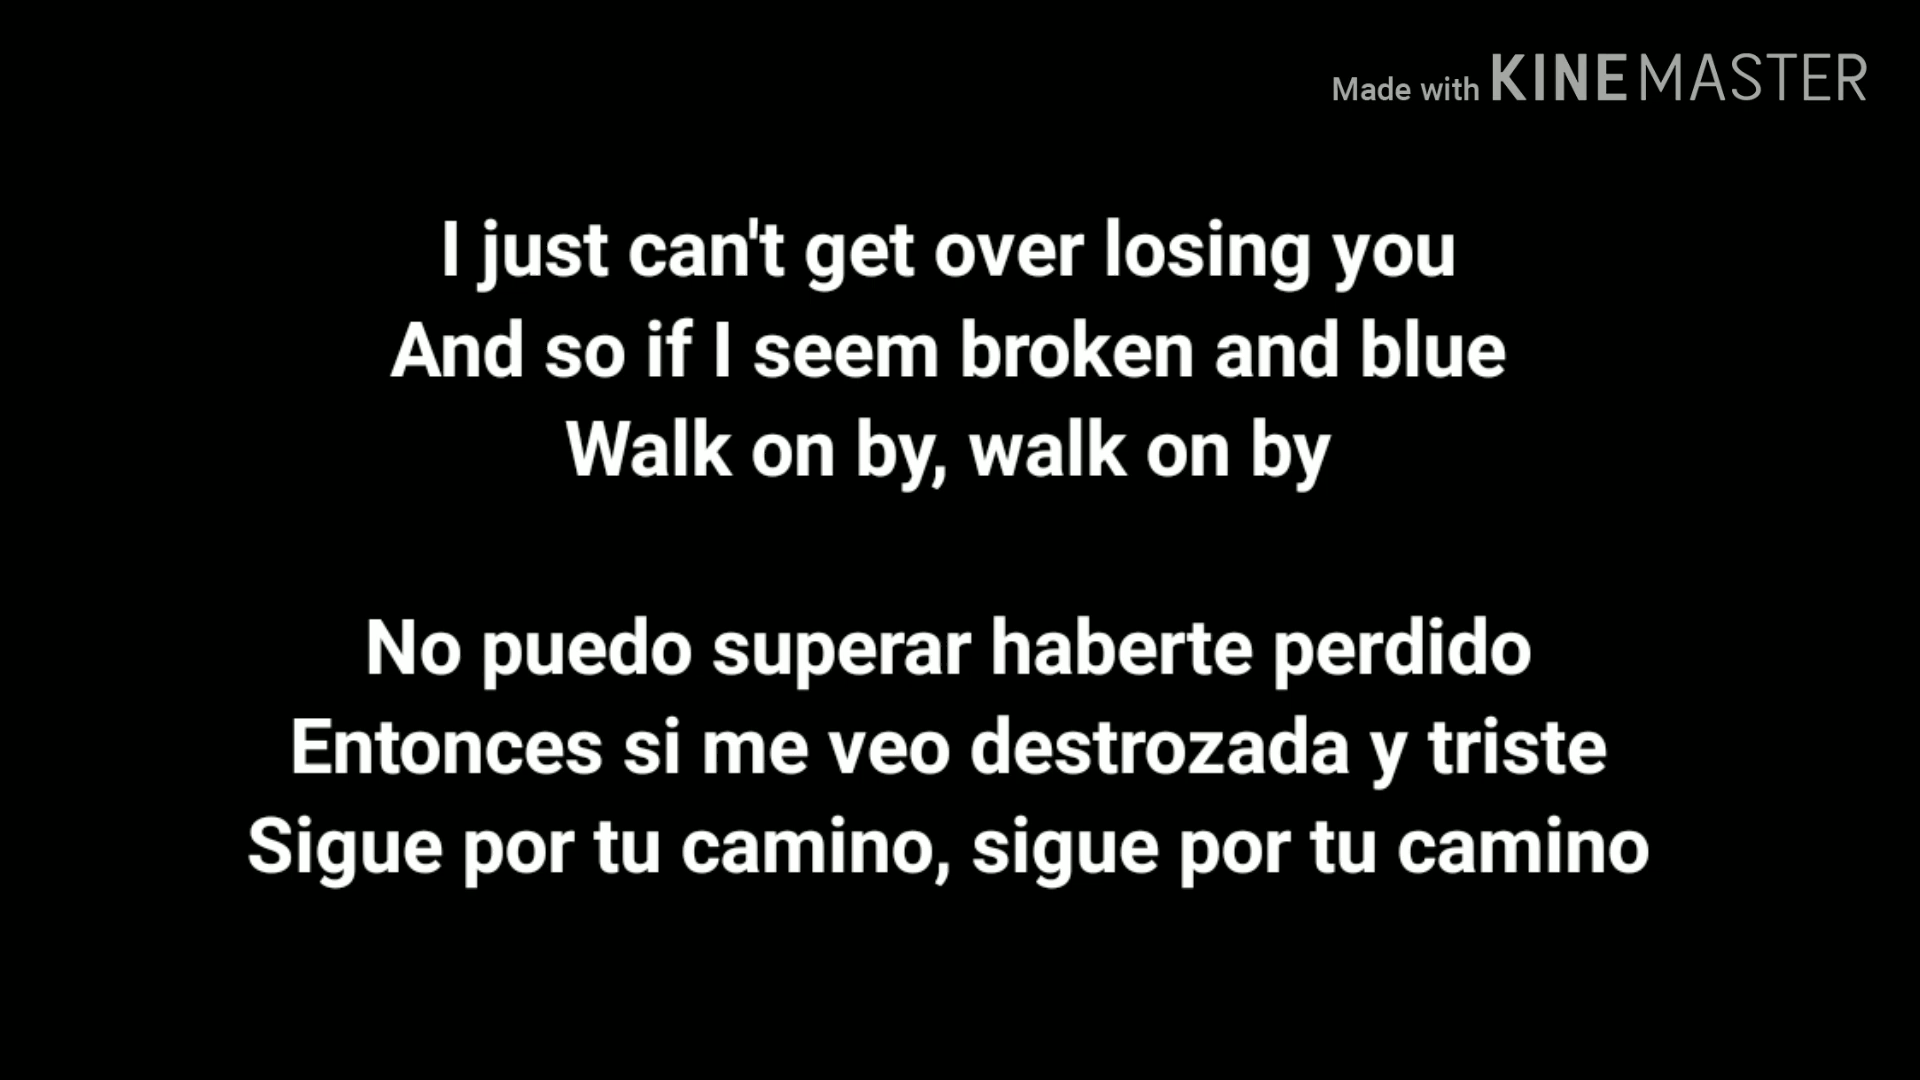 Made with KINEMASTER
I just can't get over losing you
And so if I seem broken and blue
Walk on by, walk on by
No puedo superar haberte perdido
Entonces si me veo destrozada y triste
Sigue por tu camino, sigue por tu camino